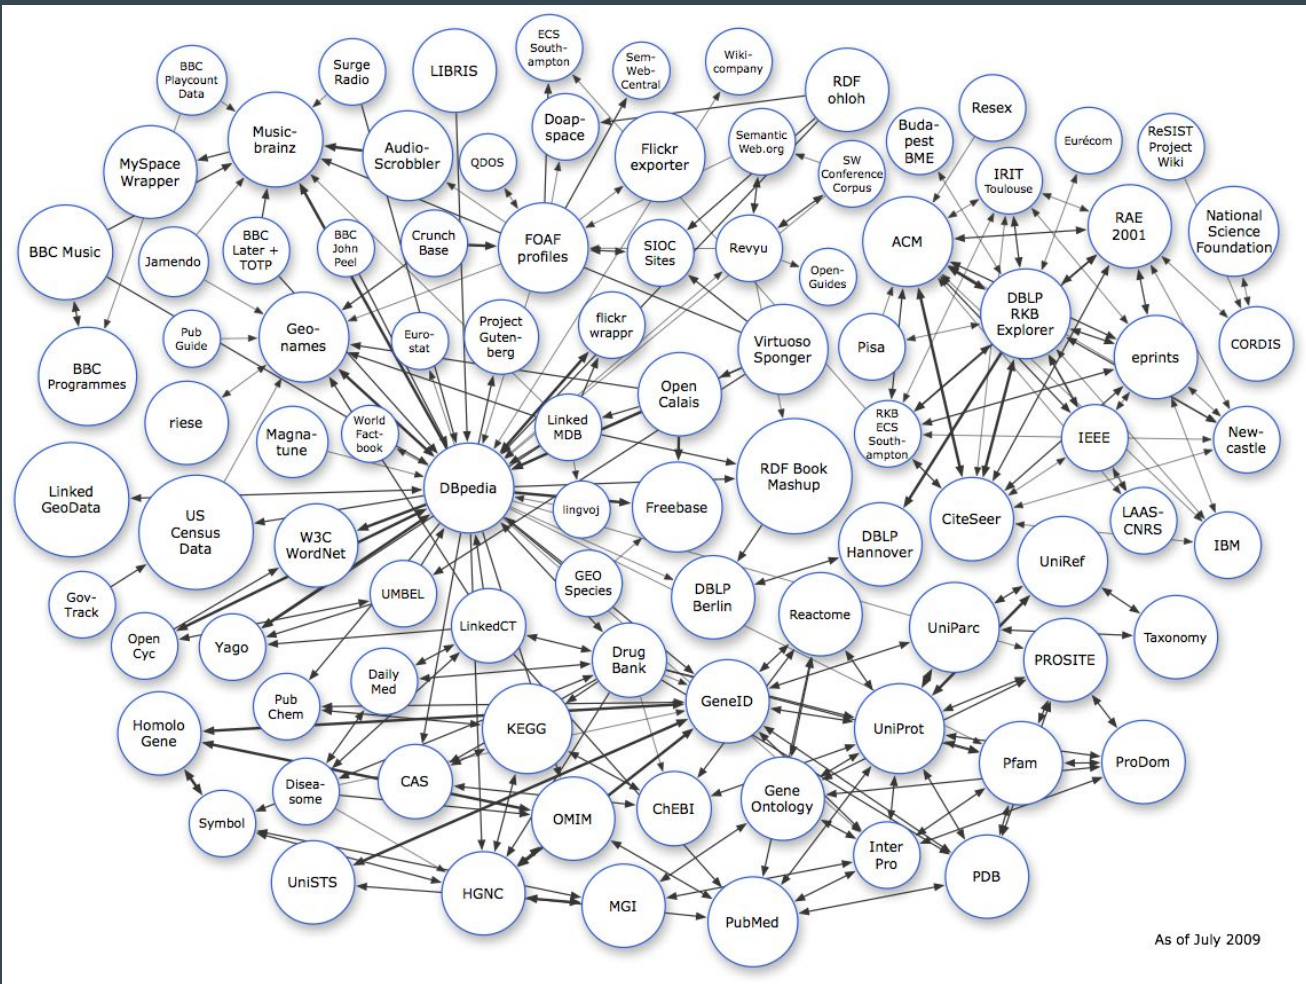 BBC
Playcount
Data
Surge
Radio
LIBRIS
ECS
South-
ampton
Sem-
Web-
Central
Wiki-
company
RDF
ohloh
Resex
Music-
brainz
MySpace
Wrapper
Audio-
Scrobbler
QDOS
Doap-
space
Flickr
exporter
Semantic
Web.org
SW
Conference
Corpus
Buda-
pest
BME
IRIT
Toulouse
Eurécom
ReSIST
Project
Wiki
BBC Music
Jamendo
BBC
Later +
TOTP
BBC
John
Peel
Crunch
Base
FOAF
profiles
SIOC
Sites
Revyu
Open-
Guides
ACM
RAE
2001
National
Science
Foundation
BBC
Programmes
Pub
Guide
Geo-
names
Euro-
stat
Project
Guten-
berg
flickr
wrappr
Virtuoso
Sponger
Pisa
DBLP
RKB
Explorer
eprints
CORDIS
riese
Magna-
tune
World
Fact-
book
Linked
MDB
Open
Calais
RKB
ECS
South-
ampton
IEEE
New-
castle
Linked
GeoData
US
Census
Data
W3C
WordNet
DBpedia
lingvoj
Freebase
RDF Book
Mashup
DBLP
Hannover
CiteSeer
LAAS-
CNRS
IBM
Gov-
Track
Open
Cyc
Yago
UMBEL
LinkedCT
GEO
Species
DBLP
Berlin
Reactome
UniParc
UniRef
Taxonomy
Homolo
Gene
Pub
Chem
Daily
Med
Drug
Bank
KEGG
GeneID
UniProt
PROSITE
Symbol
Disea-
some
CAS
OMIM
ChEBI
Gene
Ontology
Pfam
ProDom
UniSTS
HGNC
MGI
PubMed
Inter
Pro
PDB
As of July 2009